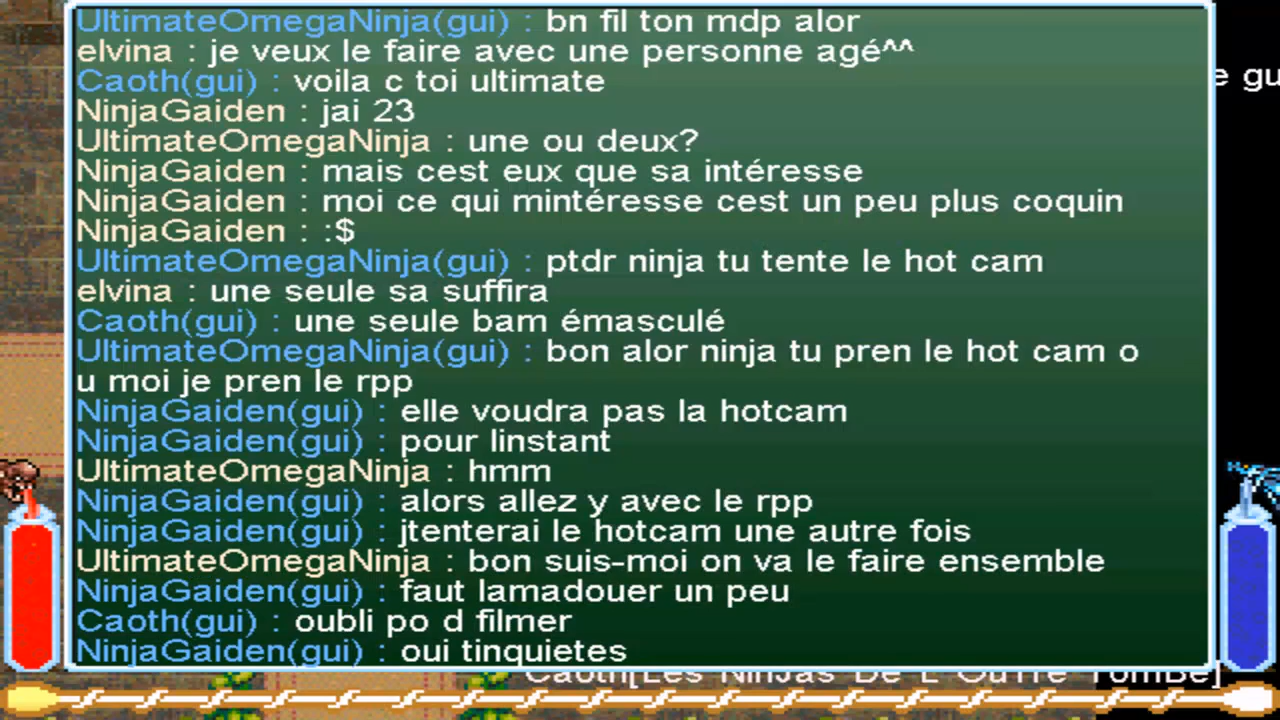 UltimateOmegaNinja(gui) : bn fil ton mdp alor
elvina : je veux le faire avec une personne agé^^
e gu
Caoth(gui) : voila c toi ultimate
NinjaGaiden : jai 23
UltimateOmegaNinja : une ou deux?
NinjaGaiden : mais cest eux que sa intéresse
NinjaGaiden : moi ce qui mintéresse cest un peu plus coquin
NinjaGaiden : :$
UltimateOmegaNinja(gui) : ptdr ninja tu tente le hot cam
elvina : une seule sa suffira
Caoth(gui) : une seule bam émasculé
UltimateOmegaNinja(gui) : bon alor ninja tu pren le hot cam o
u moi je pren le rpp
NinjaGaiden(gui) : elle voudra pas la hotcam
NinjaGaiden(gui) : pour linstant
UltimateOmegaNinja : hmm
NinjaGaiden(gui) : alors allez y avec le rpp
NinjaGaiden(gui) : jtenterai le hotcam une autre fois
UltimateOmegaNinja : bon suis-moi on va le faire ensemble
NinjaGaiden(gui) : faut lamadouer un peu
Caoth(gui) : oubli po d filmer
NinjaGaiden(gui) : oui tinquietes
Caoth[Les Ninjas De L'OuTre TomBe]